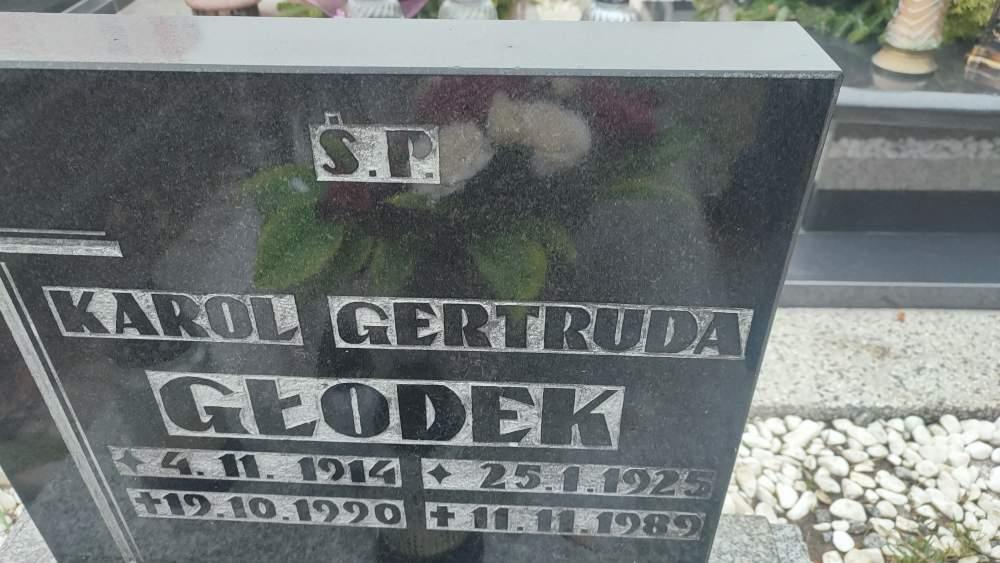 Ś.P.
KAROL GERTRUDA
GŁODEK
✦ 4.11.1914 ✦ 25.1.1925
✝19.10.1990 ✝ 11.11.1989